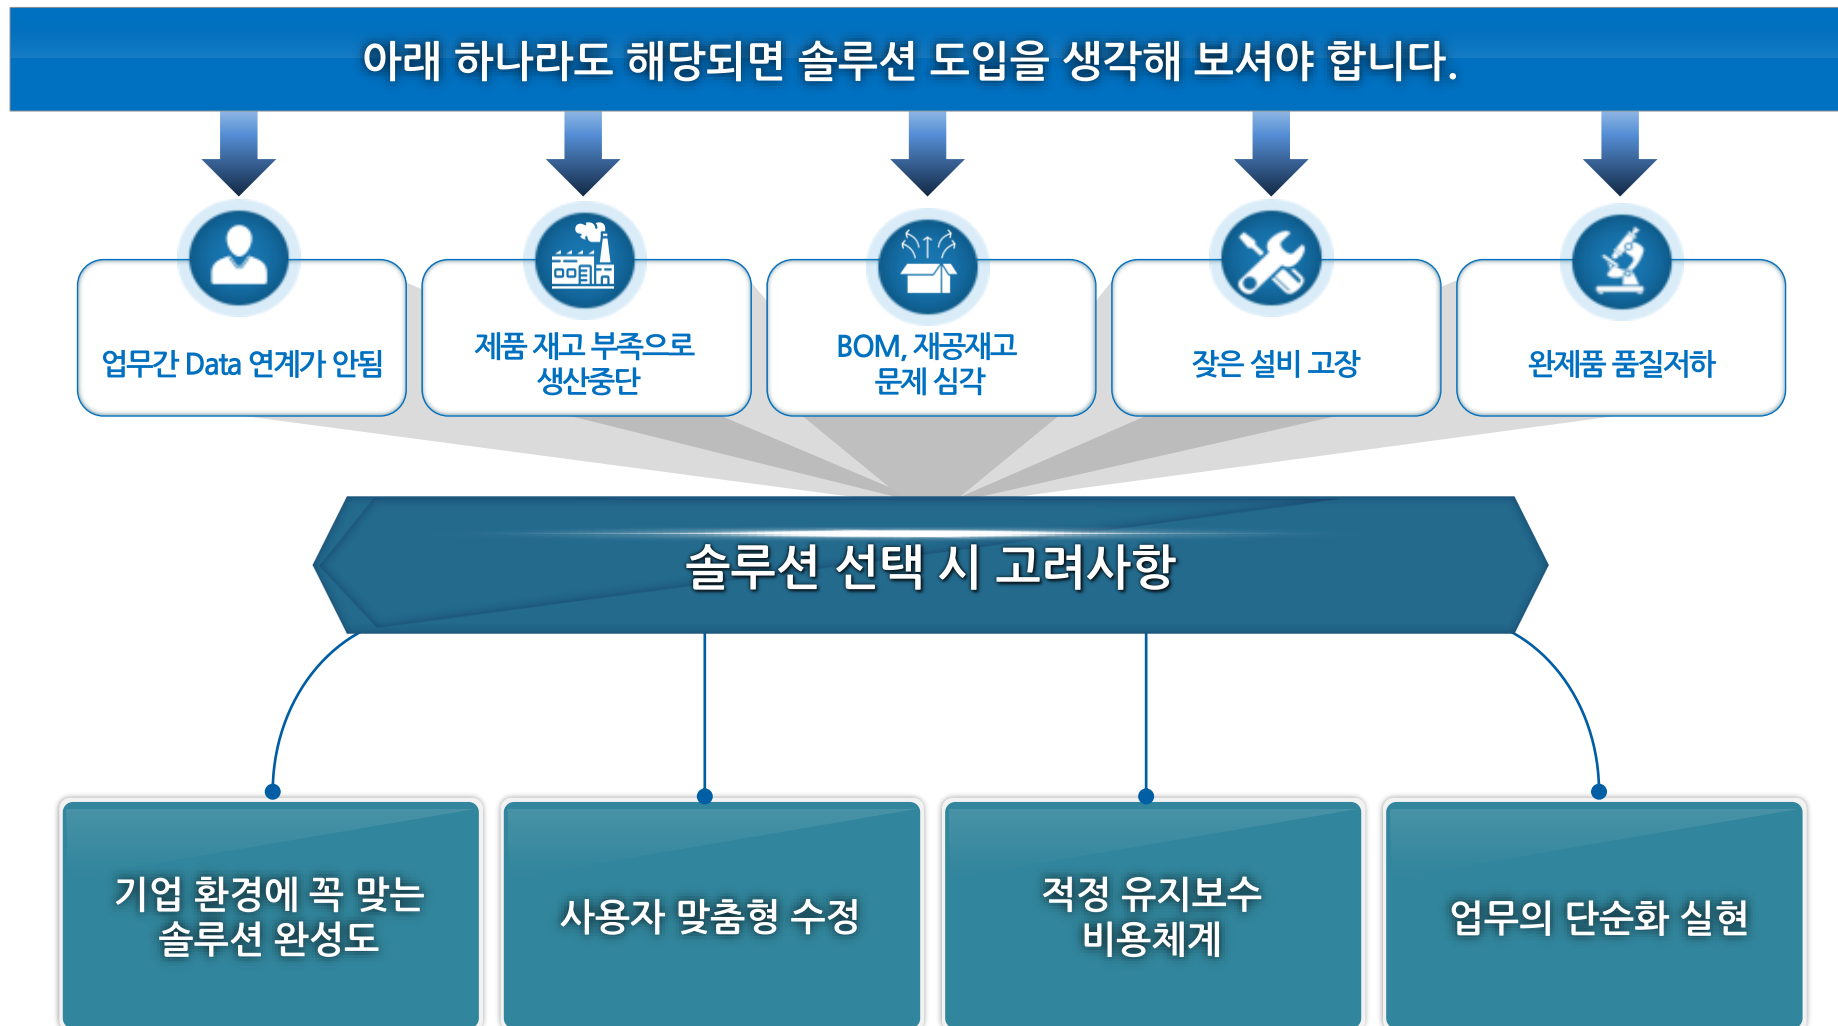 아래 하나라도 해당되면 솔루션 도입을 생각해 보셔야 합니다.
업무간 Data 연계가 안됨
제품 재고 부족으로
생산중단
BOM, 재공재고
문제 심각
잦은 설비 고장
완제품 품질저하
솔루션 선택 시 고려사항
기업 환경에 꼭 맞는
솔루션 완성도
사용자 맞춤형 수정
적정 유지보수
비용체계
업무의 단순화 실현